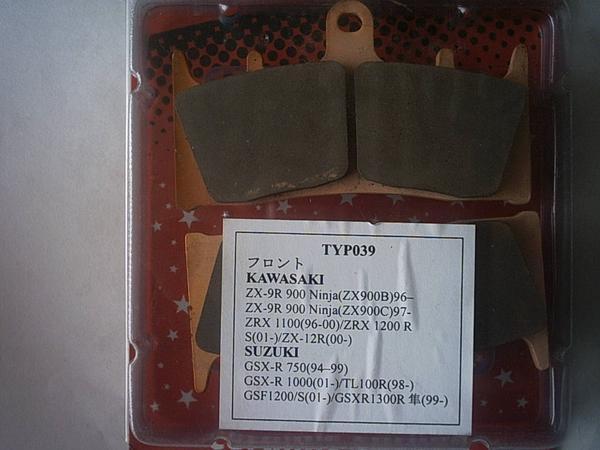 TYP039
フロント
KAWASAKI
ZX-9R 900 Ninja(ZX900B)96–
ZX-9R 900 Ninja(ZX900C)97-
ZRX 1100(96-00)/ZRX 1200 R
S(01-)/ZX-12R(00-)
SUZUKI
GSX-R 750(94–99)
GSX-R 1000(01-)/TL100R(98-)
GSF1200/S(01-)/GSXR1300R 隼(99-)